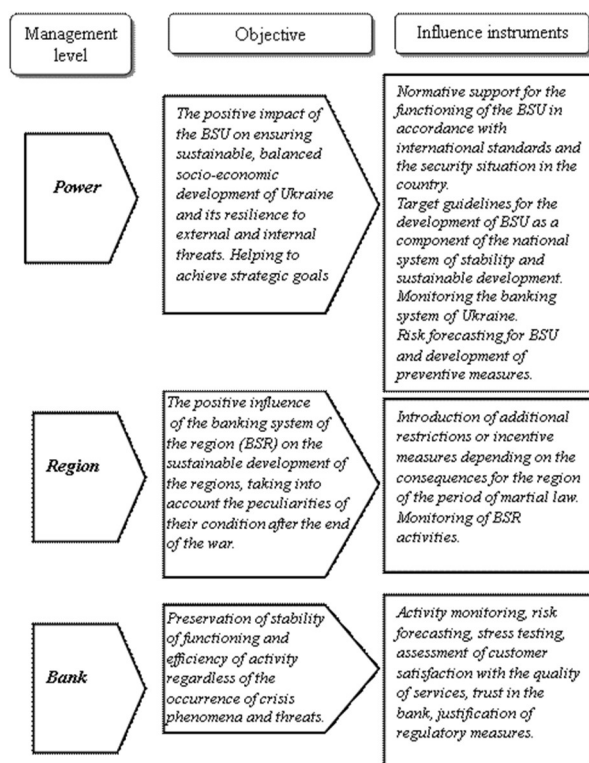 Management
level
Objective
Influence instruments
Power
The positive impact of
the BSU on ensuring
sustainable, balanced
socio-economic
development of Ukraine
and its resilience to
external and internal
threats. Helping to
achieve strategic goals
Normative support for the
functioning of the BSU in
accordance with
international standards and
the security situation in the
country.
Target guidelines for the
development of BSU as a
component of the national
system of stability and
sustainable development.
Monitoring the banking
system of Ukraine.
Risk forecasting for BSU
and development of
preventive measures.
Region
The positive influence
of the banking system of
the region (BSR) on the
sustainable development of
the regions, taking into
account the peculiarities of
their condition after the end
of the war.
Introduction of additional
restrictions or incentive
measures depending on the
consequences for the region
of the period of martial law.
Monitoring of BSR
activities.
Bank
Preservation of stability
of functioning and
efficiency of activity
regardless of the
occurrence of crisis
phenomena and threats.
Activity monitoring, risk
forecasting, stress testing,
assessment of customer
satisfaction with the quality
of services, trust in the
bank, justification of
regulatory measures.